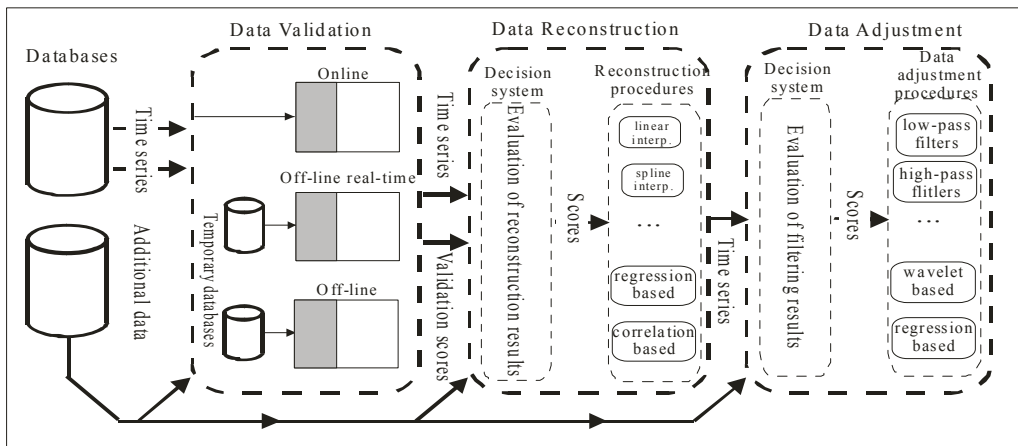 Databases
Time series
Additional data
Data Validation
Online
Off-line real-time
Temporary databases
Off-line
Time series
Validation scores
Data Reconstruction
Decision
system
Evaluation of reconstruction results
Scores
Reconstruction
procedures
linear
interp.
spline
interp.
...
regression
based
correlation
based
Time series
Data Adjustment
Decision
system
Evaluation of filtering results
Scores
Data
adjustment
procedures
low-pass
filters
high-pass
flitlers
...
wavelet
based
regression
based